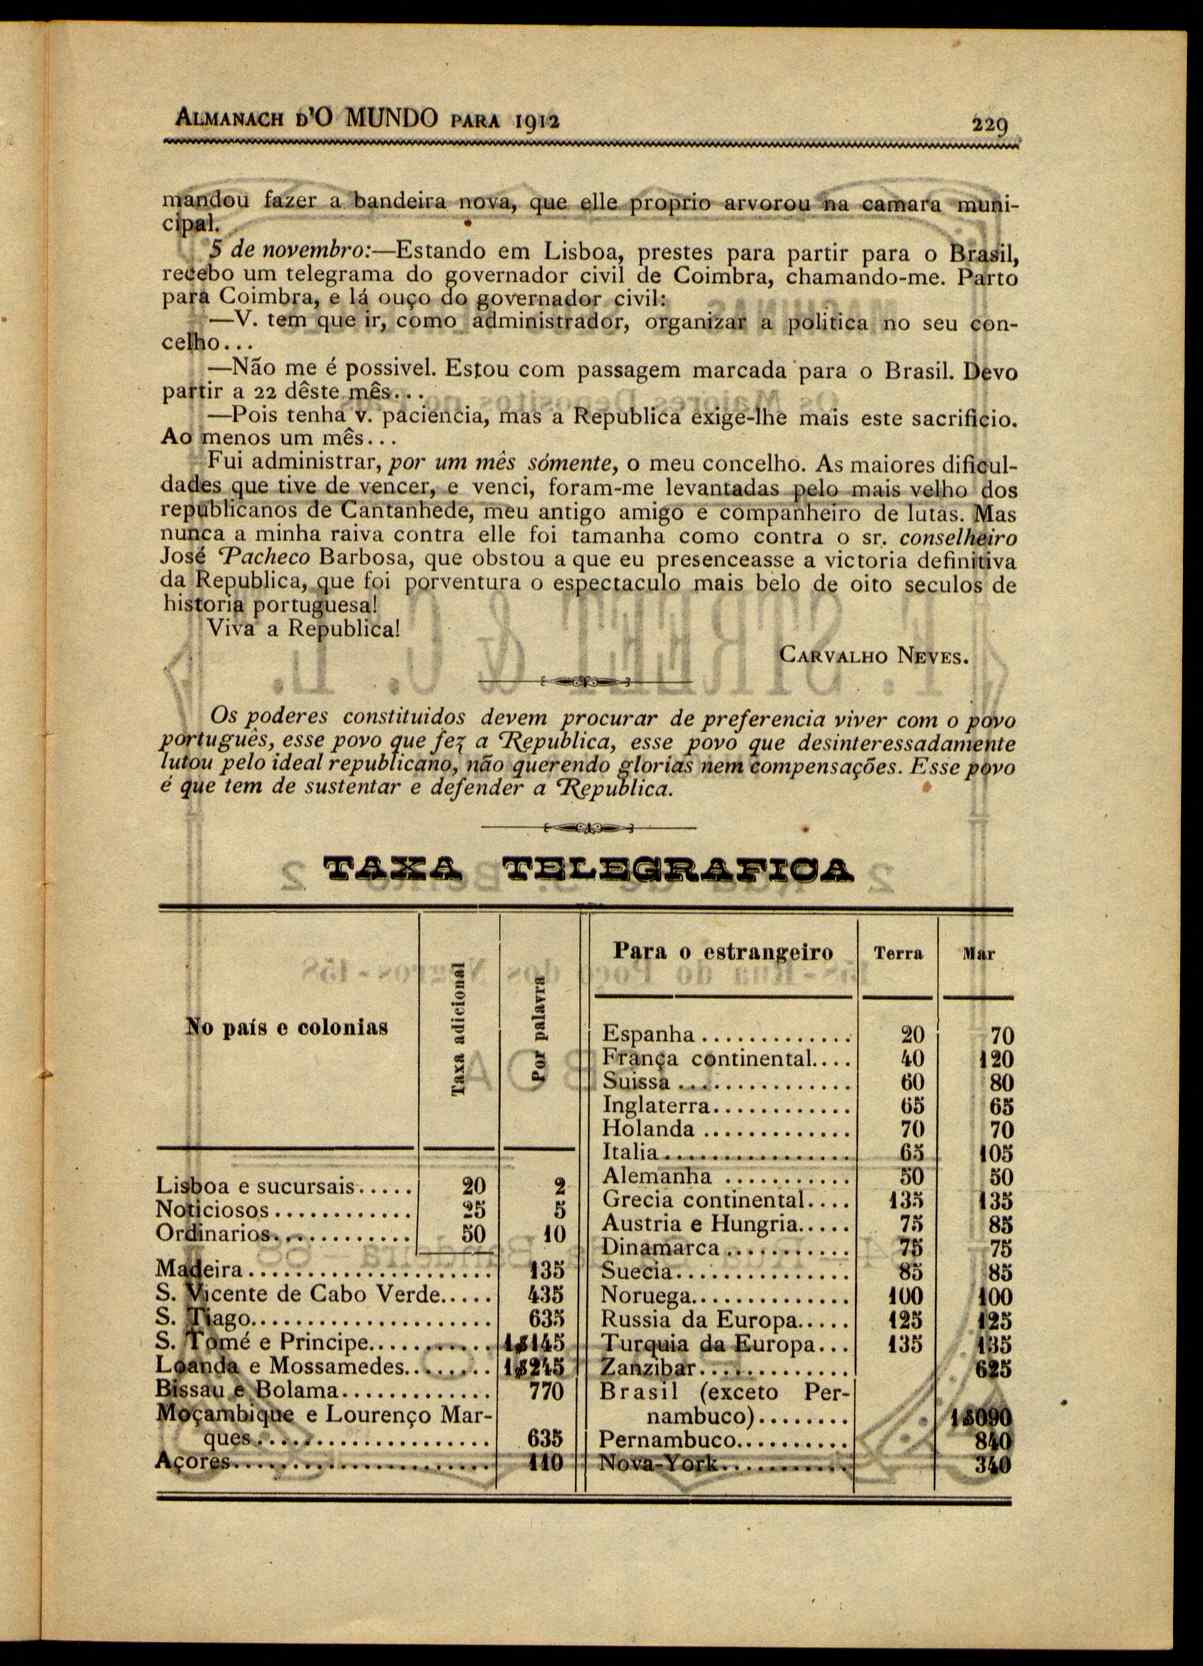 ALMANACH D'O MUNDO PARA 1912 229
mandou fazer a bandeira nova, que elle proprio arvorou na camara muni-
cipal.
5 de novembro:—Estando em Lisboa, prestes para partir para o Brasil,
recebo um telegrama do governador civil de Coimbra, chamando-me. Parto
para Coimbra, e lá ouço do governador civil:
—V. tem que ir, como administrador, organizar a politica no seu con-
celho...
—Não me é possivel. Estou com passagem marcada para o Brasil. Devo
partir a 22 dêste mês...
—Pois tenha v. paciencia, mas a Republica exige-lhe mais este sacrificio.
Ao menos um mês...
Fui administrar, por um mês sómente, o meu concelho. As maiores dificul-
dades que tive de vencer, e venci, foram-me levantadas pelo mais velho dos
republicanos de Cantanhede, meu antigo amigo e companheiro de lutas. Mas
nunca a minha raiva contra elle foi tamanha como contra o sr. conselheiro
José Pacheco Barbosa, que obstou a que eu presenceasse a victoria definitiva
da Republica, que foi porventura o espectaculo mais belo de oito seculos de
historia portuguesa!
Viva a Republica!
CARVALHO NEVES.
Os poderes constituidos devem procurar de preferencia viver com o povo
português, esse povo que fez a Republica, esse povo que desinteressadamente
lutou pelo ideal republicano, não querendo glorias nem compensações. Esse povo
é que tem de sustentar e defender a Republica.
TAXA TELEGRAFICA
No país e colonias
Taxa adicional
Por palavra
Lisboa e sucursais..... 20 2
Noticiosos............ 25 5
Ordinarios............ 50 10
Madeira..................... 135
S. Vicente de Cabo Verde..... 435
S. Tiago..................... 635
S. Tomé e Principe........... 1$145
Loanda e Mossamedes........ 1$245
Bissau e Bolama............. 770
Moçambique e Lourenço Mar-
ques.................... 635
Açores...................... 110
Para o estrangeiro Terra Mar
Espanha............. 20 70
França continental.... 40 120
Suissa............... 60 80
Inglaterra............ 65 65
Holanda ............. 70 70
Italia................ 65 105
Alemanha ........... 50 50
Grecia continental.... 135 135
Austria e Hungria..... 75 85
Dinamarca........... 75 75
Suecia............... 85 85
Noruega.............. 100 100
Russia da Europa..... 125 125
Turquia da Europa... 135 135
Zanzibar............. 625
Brasil (exceto Per-
nambuco)........ 1$090
Pernambuco.......... 840
Nova-York........... 340